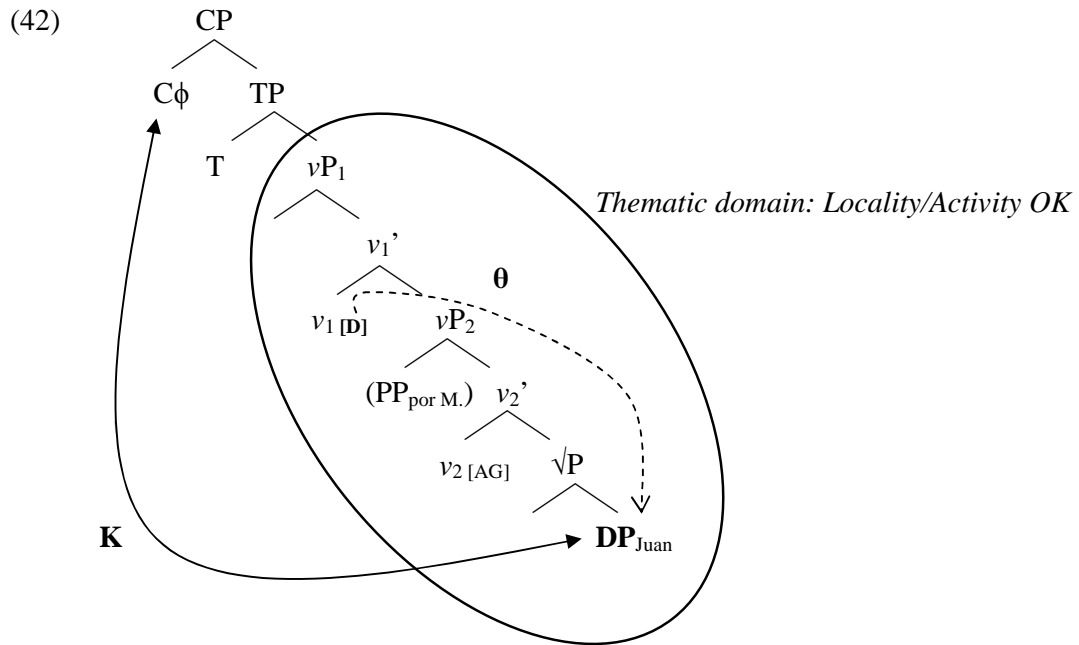 (42)
CP
Cϕ TP
T vP1
Thematic domain: Locality/Activity OK
v1’
θ
v1 [D] vP2
(PPpor M.) v2’
v2 [AG] √P
K DPJuan